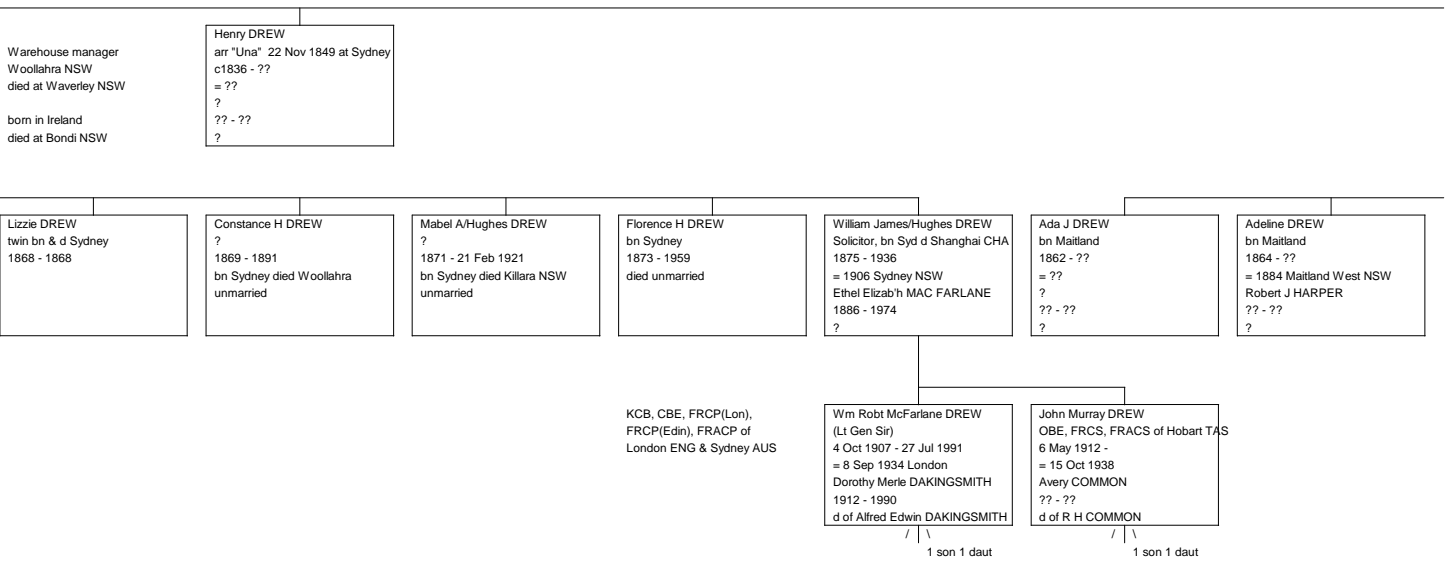 Warehouse manager
Woollahra NSW
died at Waverley NSW
born in Ireland
died at Bondi NSW
Henry DREW
arr "Una" 22 Nov 1849 at Sydney
c1836 - ??
= ??
?
?? - ??
?
Lizzie DREW
twin bn & d Sydney
1868 - 1868
Constance H DREW
?
1869 - 1891
bn Sydney died Woollahra
unmarried
Mabel A/Hughes DREW
?
1871 - 21 Feb 1921
bn Sydney died Killara NSW
unmarried
Florence H DREW
bn Sydney
1873 - 1959
died unmarried
William James/Hughes DREW
Solicitor, bn Syd d Shanghai CHA
1875 - 1936
= 1906 Sydney NSW
Ethel Elizab'h MAC FARLANE
1886 - 1974
?
Ada J DREW
bn Maitland
1862 - ??
= ??
?
?? - ??
?
Adeline DREW
bn Maitland
1864 - ??
= 1884 Maitland West NSW
Robert J HARPER
?? - ??
?
KCB, CBE, FRCP(Lon),
FRCP(Edin), FRACP of
London ENG & Sydney AUS
Wm Robt McFarlane DREW
(Lt Gen Sir)
4 Oct 1907 - 27 Jul 1991
= 8 Sep 1934 London
Dorothy Merle DAKINGSMITH
1912 - 1990
d of Alfred Edwin DAKINGSMITH
/ \
1 son 1 daut
John Murray DREW
OBE, FRCS, FRACS of Hobart TAS
6 May 1912 -
= 15 Oct 1938
Avery COMMON
?? - ??
d of R H COMMON
/ \
1 son 1 daut